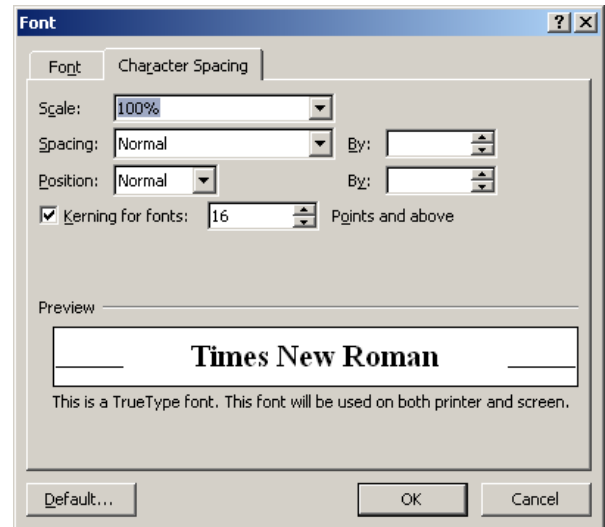 Font
Font Character Spacing
Scale: 100%
Spacing: Normal By:
Position: Normal By:
Kerning for fonts: 16 Points and above
Preview
Times New Roman
This is a TrueType font. This font will be used on both printer and screen.
Default... OK Cancel